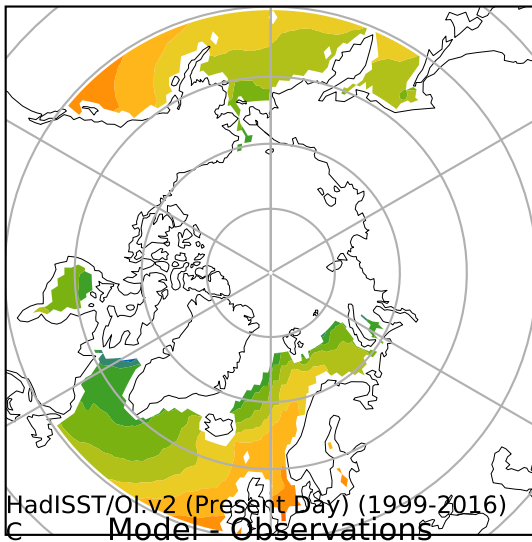 HadISST/OI.v2 (Present Day) (1999-2016)
C Model - Observations